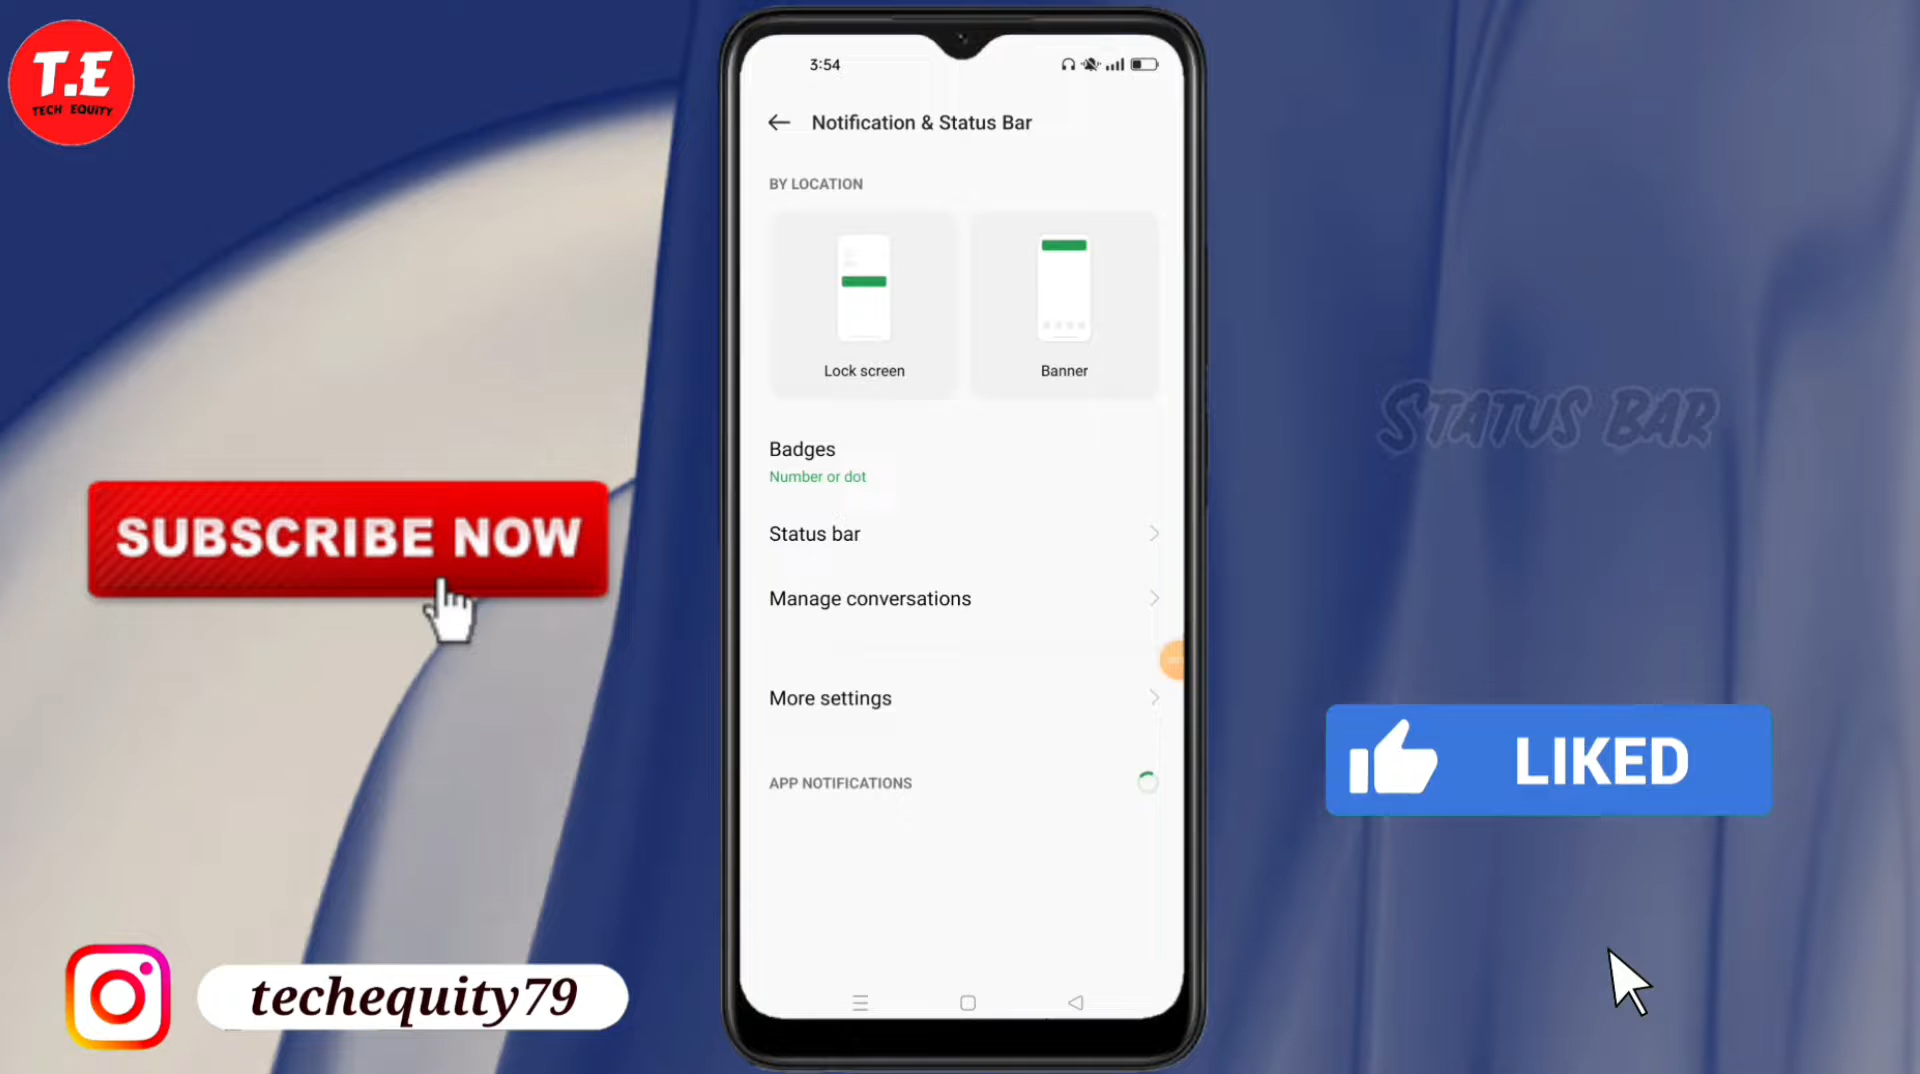 T.E
TECH EQUITY
3:54
Notification & Status Bar
BY LOCATION
Lock screen
Banner
Badges
Number or dot
Status bar
Manage conversations
More settings
APP NOTIFICATIONS
STATUS BAR
SUBSCRIBE NOW
LIKED
techequity79